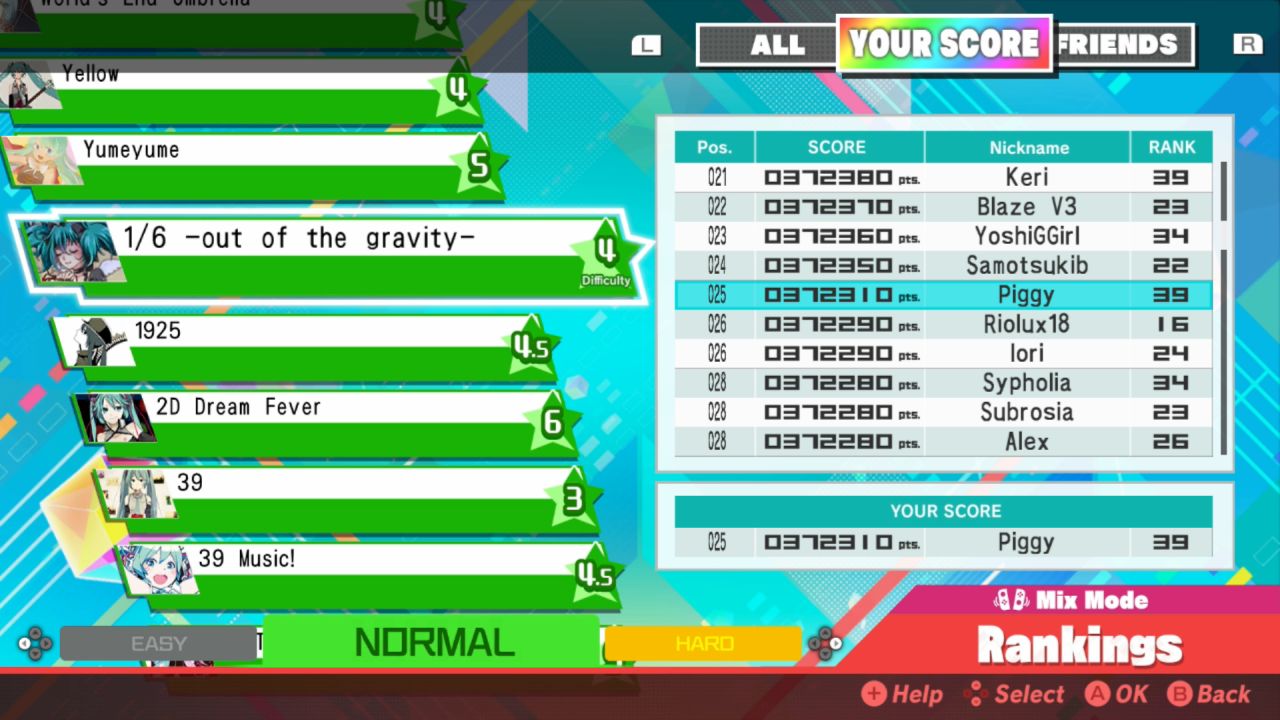 World's End Umbrella
4
L
ALL
YOUR SCORE
FRIENDS
R
Yellow
4
Yumeyume
5
1/6 -out of the gravity-
4
Difficulty
1925
4.5
2D Dream Fever
6
39
3
39 Music!
4.5
Pos. SCORE Nickname RANK
021 0372380 pts. Keri 39
022 0372370 pts. Blaze V3 23
023 0372360 pts. YoshiGGirl 34
024 0372350 pts. Samotsukib 22
025 0372310 pts. Piggy 39
026 0372290 pts. Riolux18 16
026 0372290 pts. Iori 24
028 0372280 pts. Sypholia 34
028 0372280 pts. Subrosia 23
028 0372280 pts. Alex 26
YOUR SCORE
025 0372310 pts. Piggy 39
EASY
NORMAL
HARD
Mix Mode
Rankings
+ Help
Select
A OK
B Back